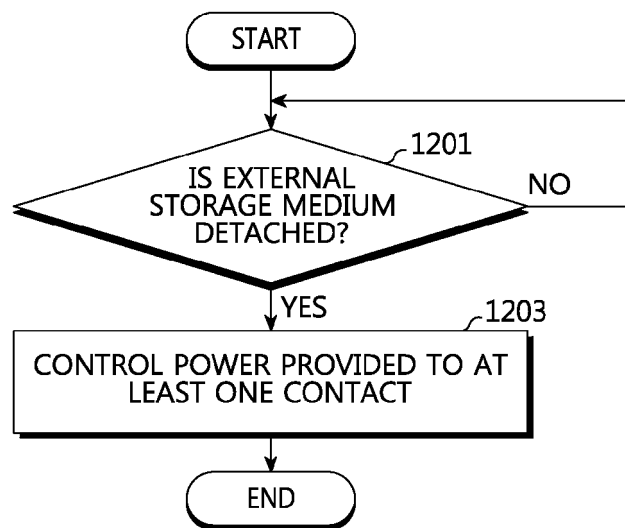 START
1201
IS EXTERNAL
STORAGE MEDIUM
DETACHED?
NO
YES
1203
CONTROL POWER PROVIDED TO AT
LEAST ONE CONTACT
END